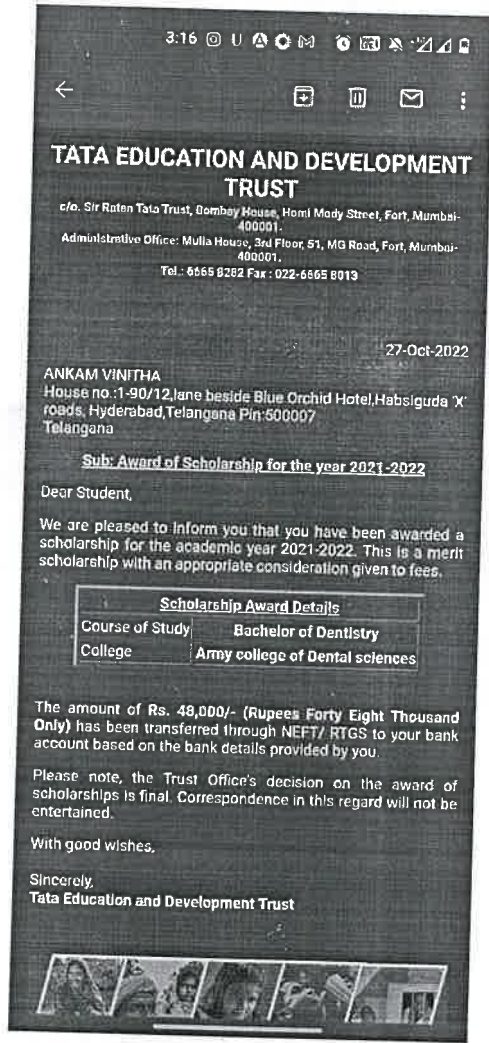 3:16
TATA EDUCATION AND DEVELOPMENT
TRUST
c/o. Sir Ratan Tata Trust, Bombay House, Homi Mody Street, Fort, Mumbai-
400001.
Administrative Office: Mulla House, 3rd Floor, 51, MG Road, Fort, Mumbai-
400001.
Tel.: 6665 8282 Fax : 022-6665 8013
27-Oct-2022
ANKAM VINITHA
House no.:1-90/12,lane beside Blue Orchid Hotel,Habsiguda 'X'
roads, Hyderabad,Telangana Pin:500007
Telangana
Sub: Award of Scholarship for the year 2021-2022
Dear Student,
We are pleased to inform you that you have been awarded a
scholarship for the academic year 2021-2022. This is a merit
scholarship with an appropriate consideration given to fees.
Scholarship Award Details
Course of Study Bachelor of Dentistry
College Army college of Dental sciences
The amount of Rs. 48,000/- (Rupees Forty Eight Thousand
Only) has been transferred through NEFT/ RTGS to your bank
account based on the bank details provided by you.
Please note, the Trust Office's decision on the award of
scholarships is final. Correspondence in this regard will not be
entertained.
With good wishes,
Sincerely,
Tata Education and Development Trust